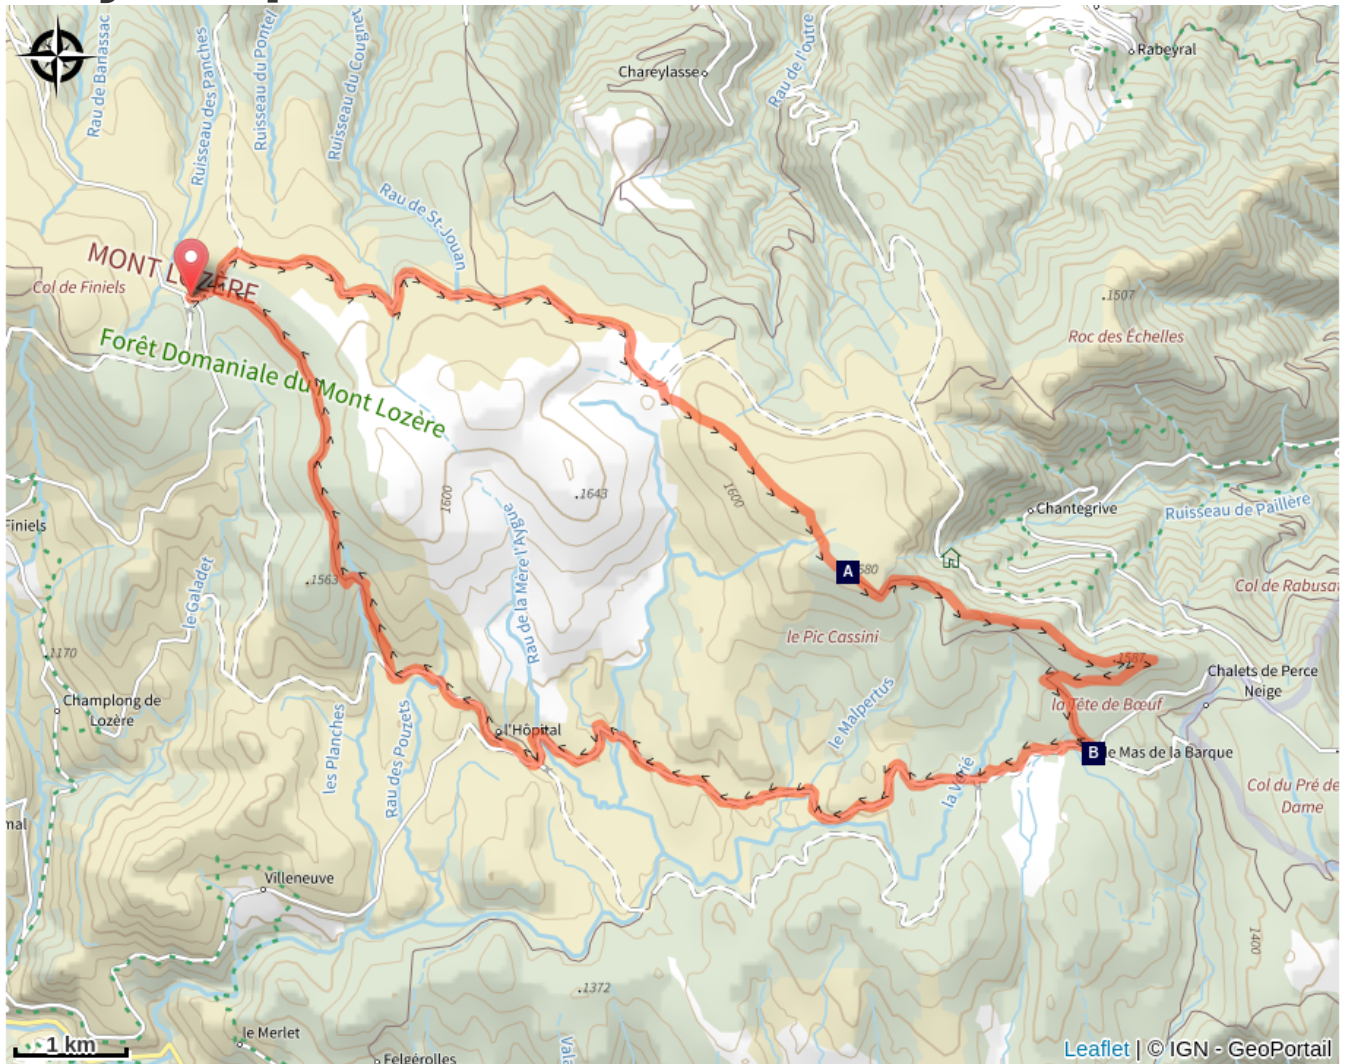 Rau de Banassac
Ruisseau des Panches
Ruisseau du Pontet
Ruisseau du Cougnet
Rau de l'outre
Rabeyral
Chareylasse
Rau de St-Jouan
MONT LOZÈRE
Col de Finiels
.1507
Roc des Échelles
Forêt Domaniale du Mont Lozère
1600
.1643
1600
Chantegrive
Ruisseau de Paillère
Finiels
Rau de la Mère l'Aygue
le Galadet
.1563
A
680
Col de Rabusat
le Pic Cassini
.1170
1587
Chalets de Perce
Neige
Champlong de
Lozère
la Tête de Bœuf
le Malpertus
les Planches
Rau des Pouzets
l'Hôpital
B
le Mas de la Barque
la Vérié
Col du Pré de
Dame
mal
Villeneuve
1400
.1372
le Merlet
Felgérolles
Vala
1 km
Leaflet | © IGN - GeoPortail